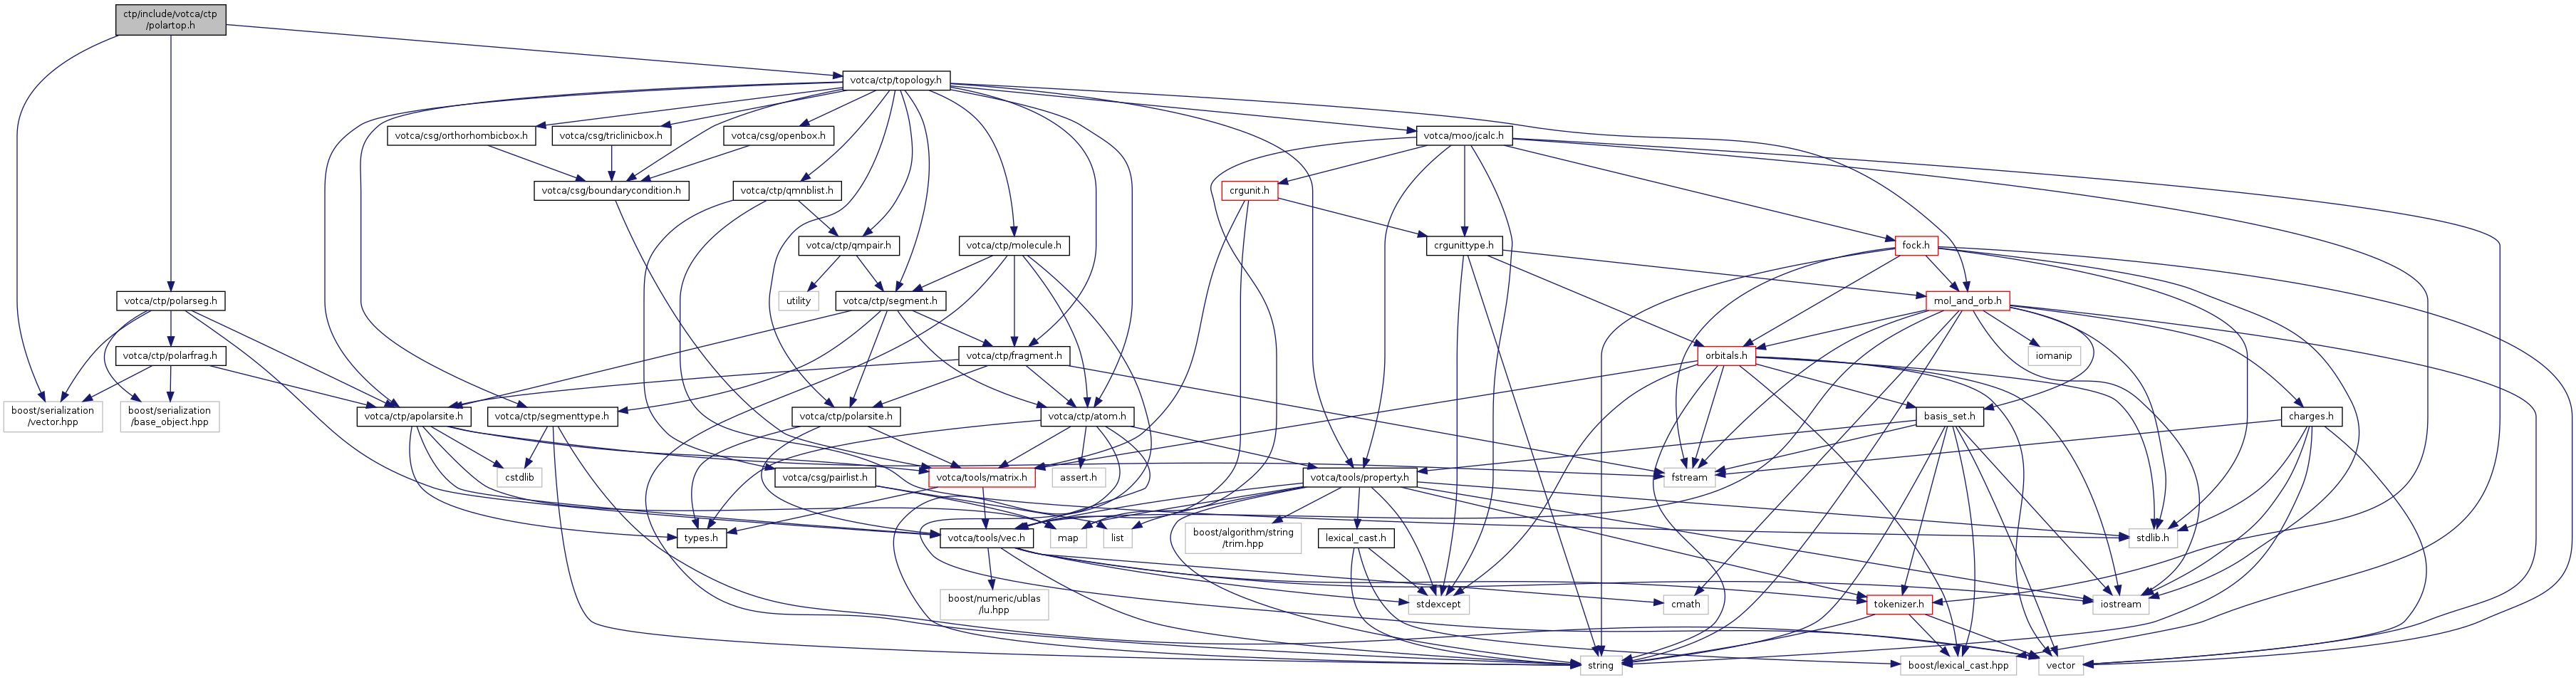 ctp/include/votca/ctp
/polartop.h
votca/ctp/topology.h
votca/csg/orthorhombicbox.h
votca/csg/triclinicbox.h
votca/csg/openbox.h
votca/moo/jcalc.h
votca/csg/boundarycondition.h
votca/ctp/qmnblist.h
crgunit.h
votca/ctp/qmpair.h
votca/ctp/molecule.h
crgunittype.h
fock.h
votca/ctp/polarseg.h
utility
votca/ctp/segment.h
mol_and_orb.h
votca/ctp/polarfrag.h
votca/ctp/fragment.h
orbitals.h
iomanip
boost/serialization
/vector.hpp
boost/serialization
/base_object.hpp
votca/ctp/apolarsite.h
votca/ctp/segmenttype.h
votca/ctp/polarsite.h
votca/ctp/atom.h
basis_set.h
charges.h
cstdlib
votca/csg/pairlist.h
votca/tools/matrix.h
assert.h
votca/tools/property.h
fstream
types.h
votca/tools/vec.h
map
list
boost/algorithm/string
/trim.hpp
lexical_cast.h
stdlib.h
boost/numeric/ublas
/lu.hpp
stdexcept
cmath
tokenizer.h
iostream
string
boost/lexical_cast.hpp
vector